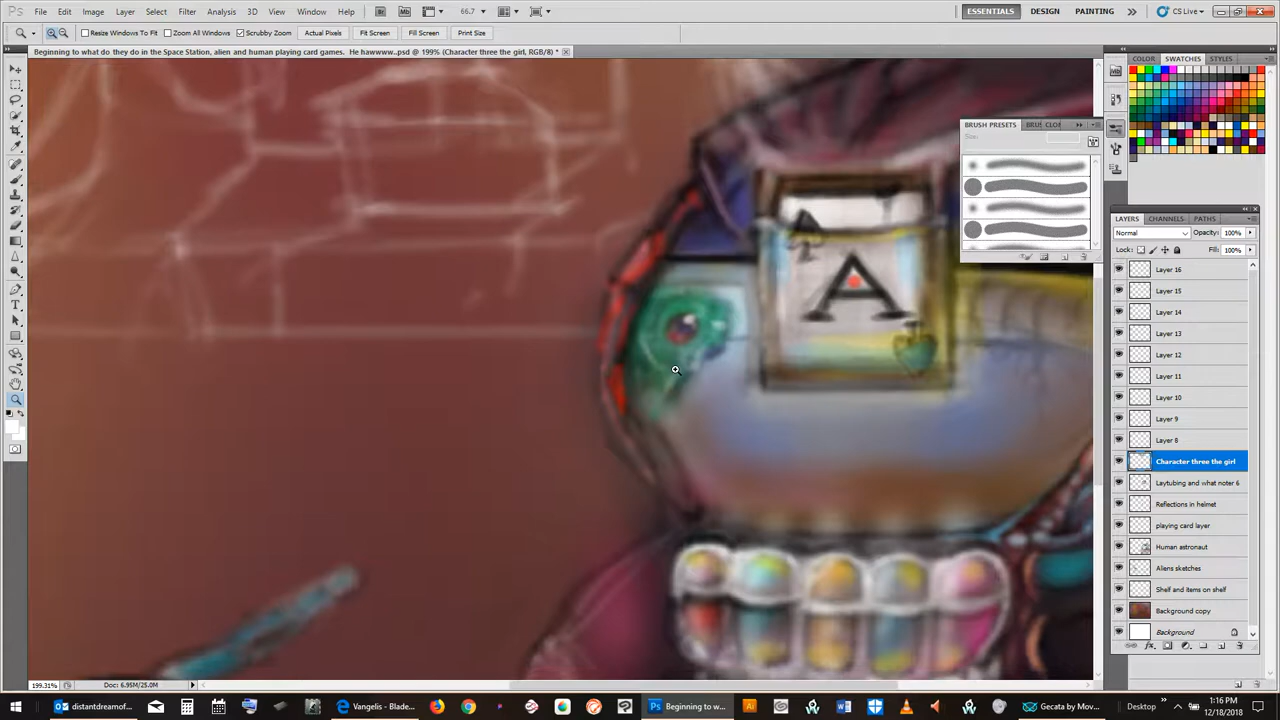 Ps File Edit Image Layer Select Filter Analysis 3D View Window Help Br Mb 66.7 ESSENTIALS DESIGN PAINTING CS Live
Resize Windows To Fit Zoom All Windows Scrubby Zoom Actual Pixels Fit Screen Fill Screen Print Size
Beginning to what do they do in the Space Station, alien and human playing card games. He hawwww..psd @ 199% (Character three the girl, RGB/8) *
COLOR SWATCHES STYLES
BRUSH PRESETS BRU CLO
Size:
A
LAYERS CHANNELS PATHS
Normal Opacity: 100%
Lock: Fill: 100%
Layer 16
Layer 15
Layer 14
Layer 13
Layer 12
Layer 11
Layer 10
Layer 9
Layer 8
Character three the girl
Laytubing and what noter 6
Reflections in helmet
playing card layer
Human astronaut
Aliens sketches
Shelf and items on shelf
Background copy
Background
199.31% Doc: 6.95M/25.0M
distantdreamof... Vangelis - Blade... Beginning to w... Gecata by Mov... Desktop 1:16 PM
12/18/2018